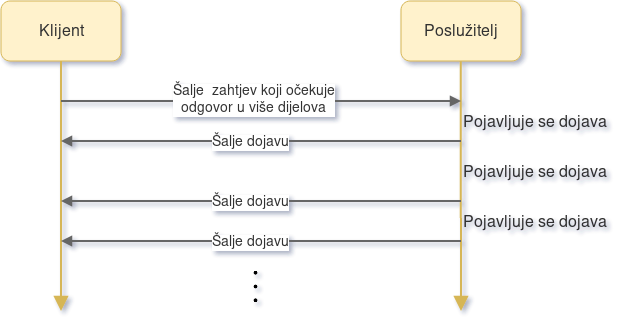 Klijent
Poslužitelj
Šalje  zahtjev koji očekuje
odgovor u više dijelova
Pojavljuje se dojava
Šalje dojavu
Pojavljuje se dojava
Šalje dojavu
Pojavljuje se dojava
Šalje dojavu